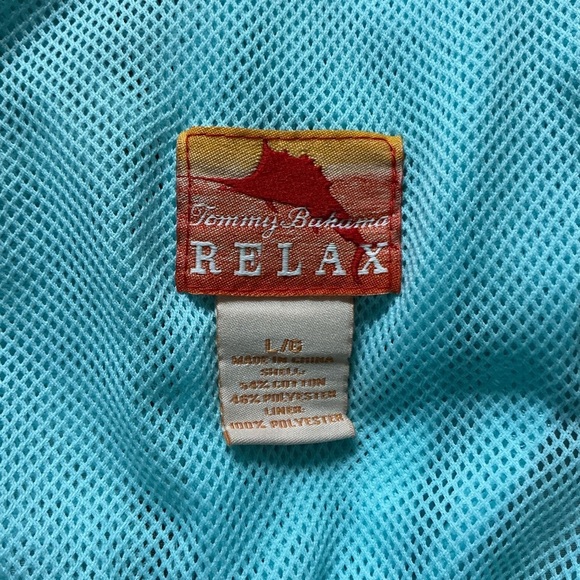 Tommy Bahama
RELAX
L/G
MADE IN CHINA
SHELL:
54% COTTON
46% POLYESTER
LINER:
100% POLYESTER